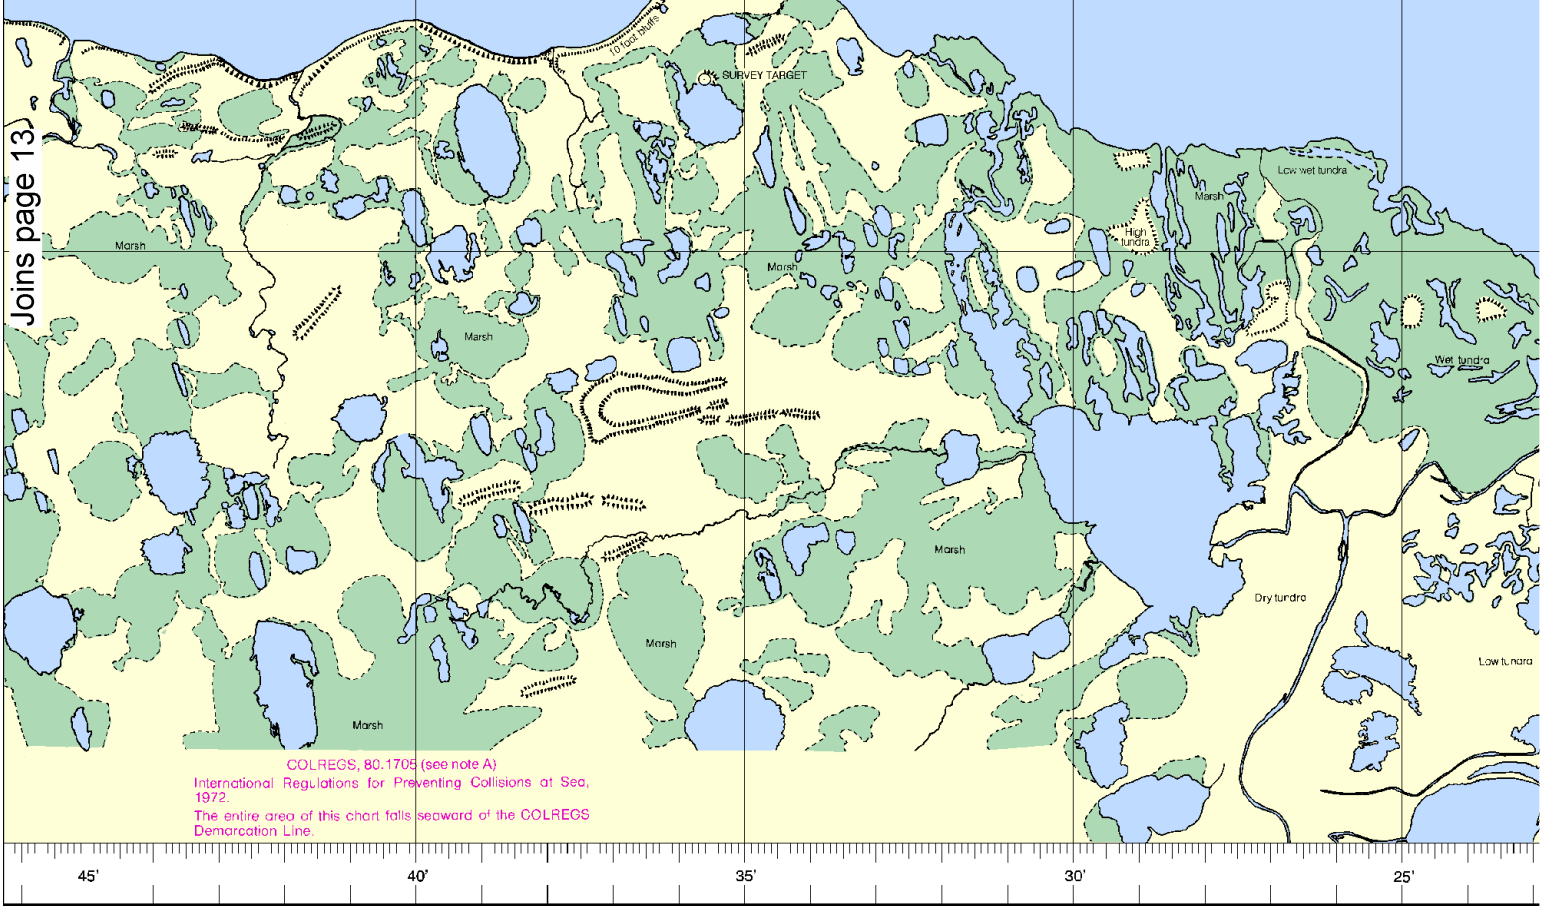 Joins page 13
10 foot bluffs
SURVEY TARGET
Low wet tundra
Marsh
High
tundra
Marsh
Marsh
Marsh
Wet tundra
Marsh
Dry tundra
Marsh
Low tundra
Marsh
COLREGS, 80.1705 (see note A)
International Regulations for Preventing Collisions at Sea,
1972.
The entire area of this chart falls seaward of the COLREGS
Demarcation Line.
45' 40' 35' 30' 25'